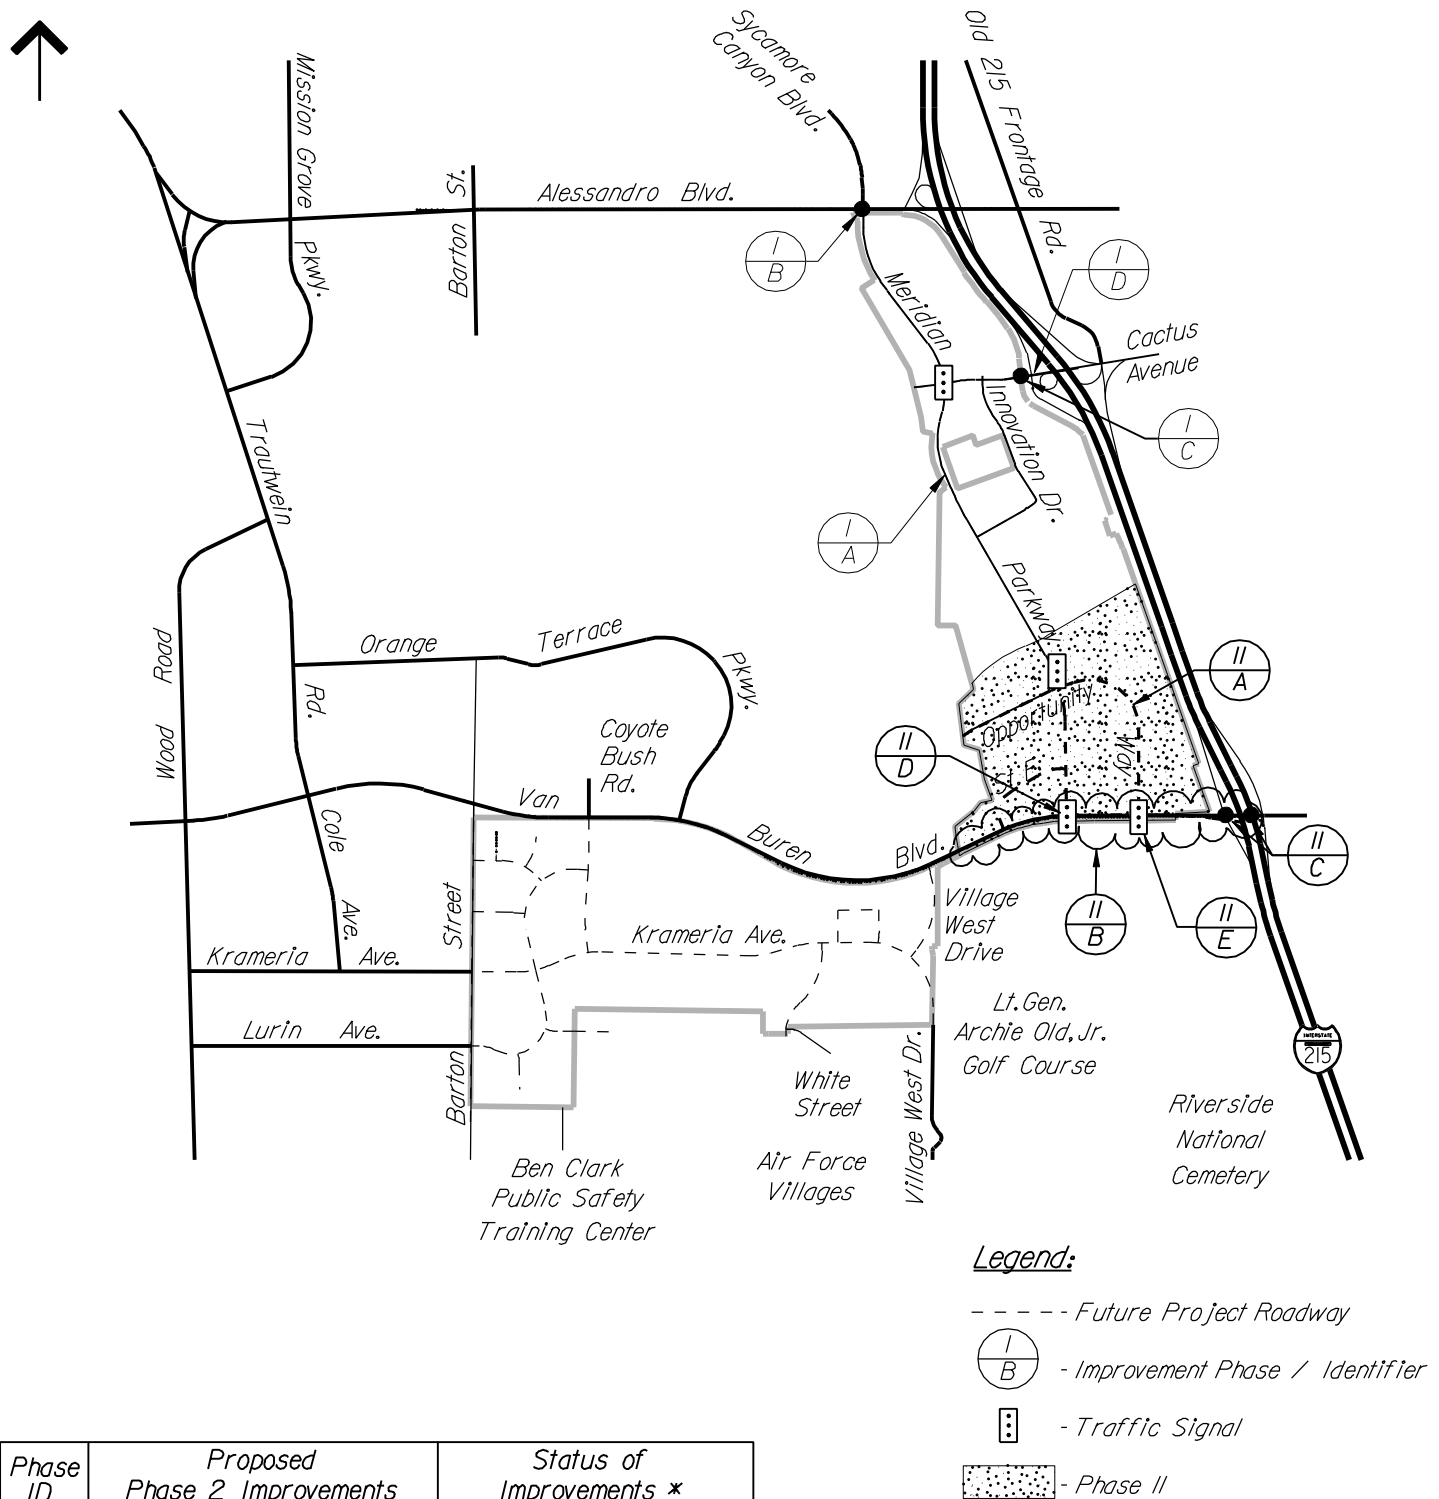 Sycamore
Canyon Blvd.
Old 215 Frontage Rd.
Mission Grove Pkwy.
Barton St.
Alessandro Blvd.
I
B
I
D
Meridian
Cactus
Avenue
Innovation Dr.
I
C
Trautwein
I
A
Parkway
Orange Terrace Pkwy.
Wood Road
Rd.
II
A
Opportunity
Way
Coyote
Bush
Rd.
II
D
St. E
Van Buren Blvd.
Cole Ave.
II
C
Street
Village
West
Drive
II
B
II
E
Krameria Ave.
Krameria Ave.
Lurin Ave.
Lt.Gen.
Archie Old,Jr.
Golf Course
INTERSTATE
215
Barton
White
Street
Village West Dr.
Riverside
National
Cemetery
Ben Clark
Public Safety
Training Center
Air Force
Villages
Legend:
- Future Project Roadway
I
B
- Improvement Phase / Identifier
- Traffic Signal
- Phase II
Phase
ID
Proposed
Phase 2 Improvements
Status of
Improvements *